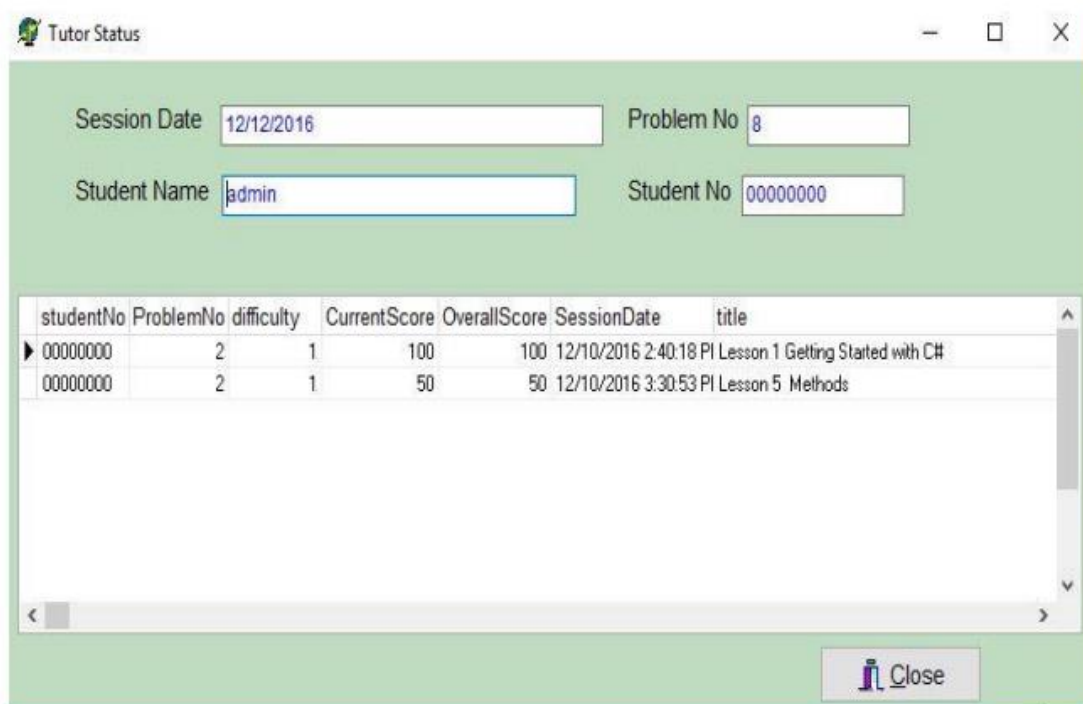 Tutor Status
Session Date 12/12/2016 Problem No 8
Student Name admin Student No 00000000
studentNo ProblemNo difficulty CurrentScore OverallScore SessionDate title
00000000 2 1 100 100 12/10/2016 2:40:18 PI Lesson 1 Getting Started with C#
00000000 2 1 50 50 12/10/2016 3:30:53 PI Lesson 5 Methods
Close